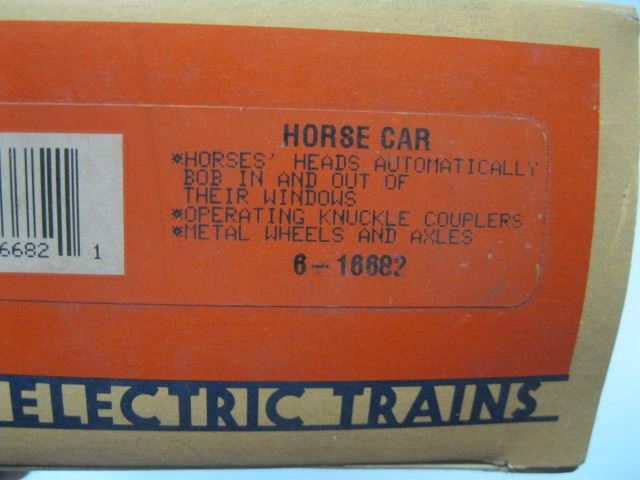 HORSE CAR
*HORSES' HEADS AUTOMATICALLY
BOB IN AND OUT OF
THEIR WINDOWS
*OPERATING KNUCKLE COUPLERS
*METAL WHEELS AND AXLES
6-16682
6682 1
ELECTRIC TRAINS